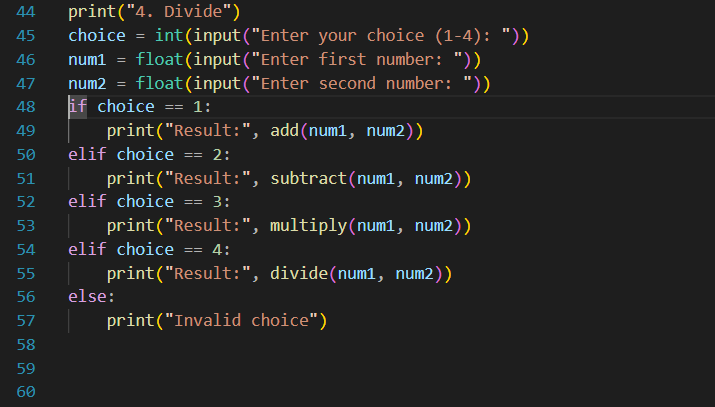 44 print("4. Divide")
45 choice = int(input("Enter your choice (1-4): "))
46 num1 = float(input("Enter first number: "))
47 num2 = float(input("Enter second number: "))
48 if choice == 1:
49     print("Result:", add(num1, num2))
50 elif choice == 2:
51     print("Result:", subtract(num1, num2))
52 elif choice == 3:
53     print("Result:", multiply(num1, num2))
54 elif choice == 4:
55     print("Result:", divide(num1, num2))
56 else:
57     print("Invalid choice")
58
59
60